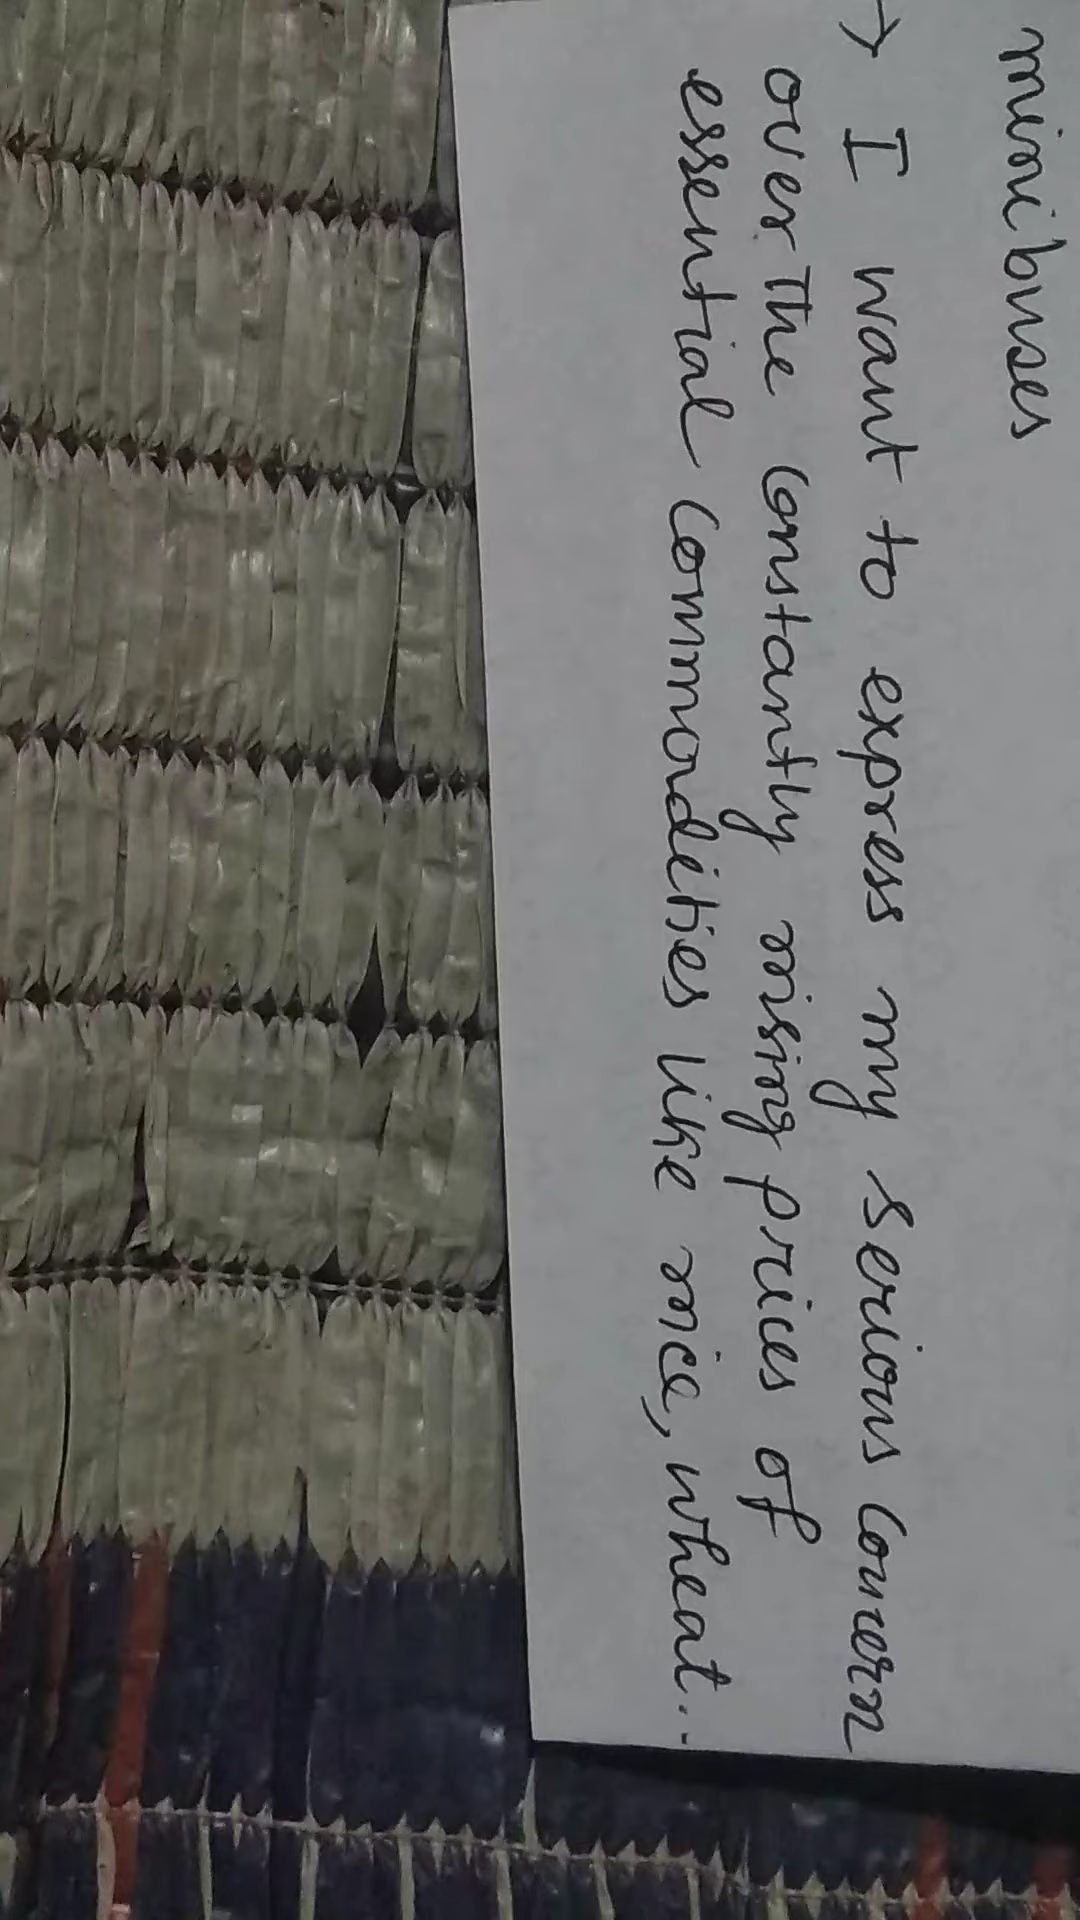 minibuses
→ I want to express my serious concern
over the constantly rising prices of
essential commodities like rice, wheat..